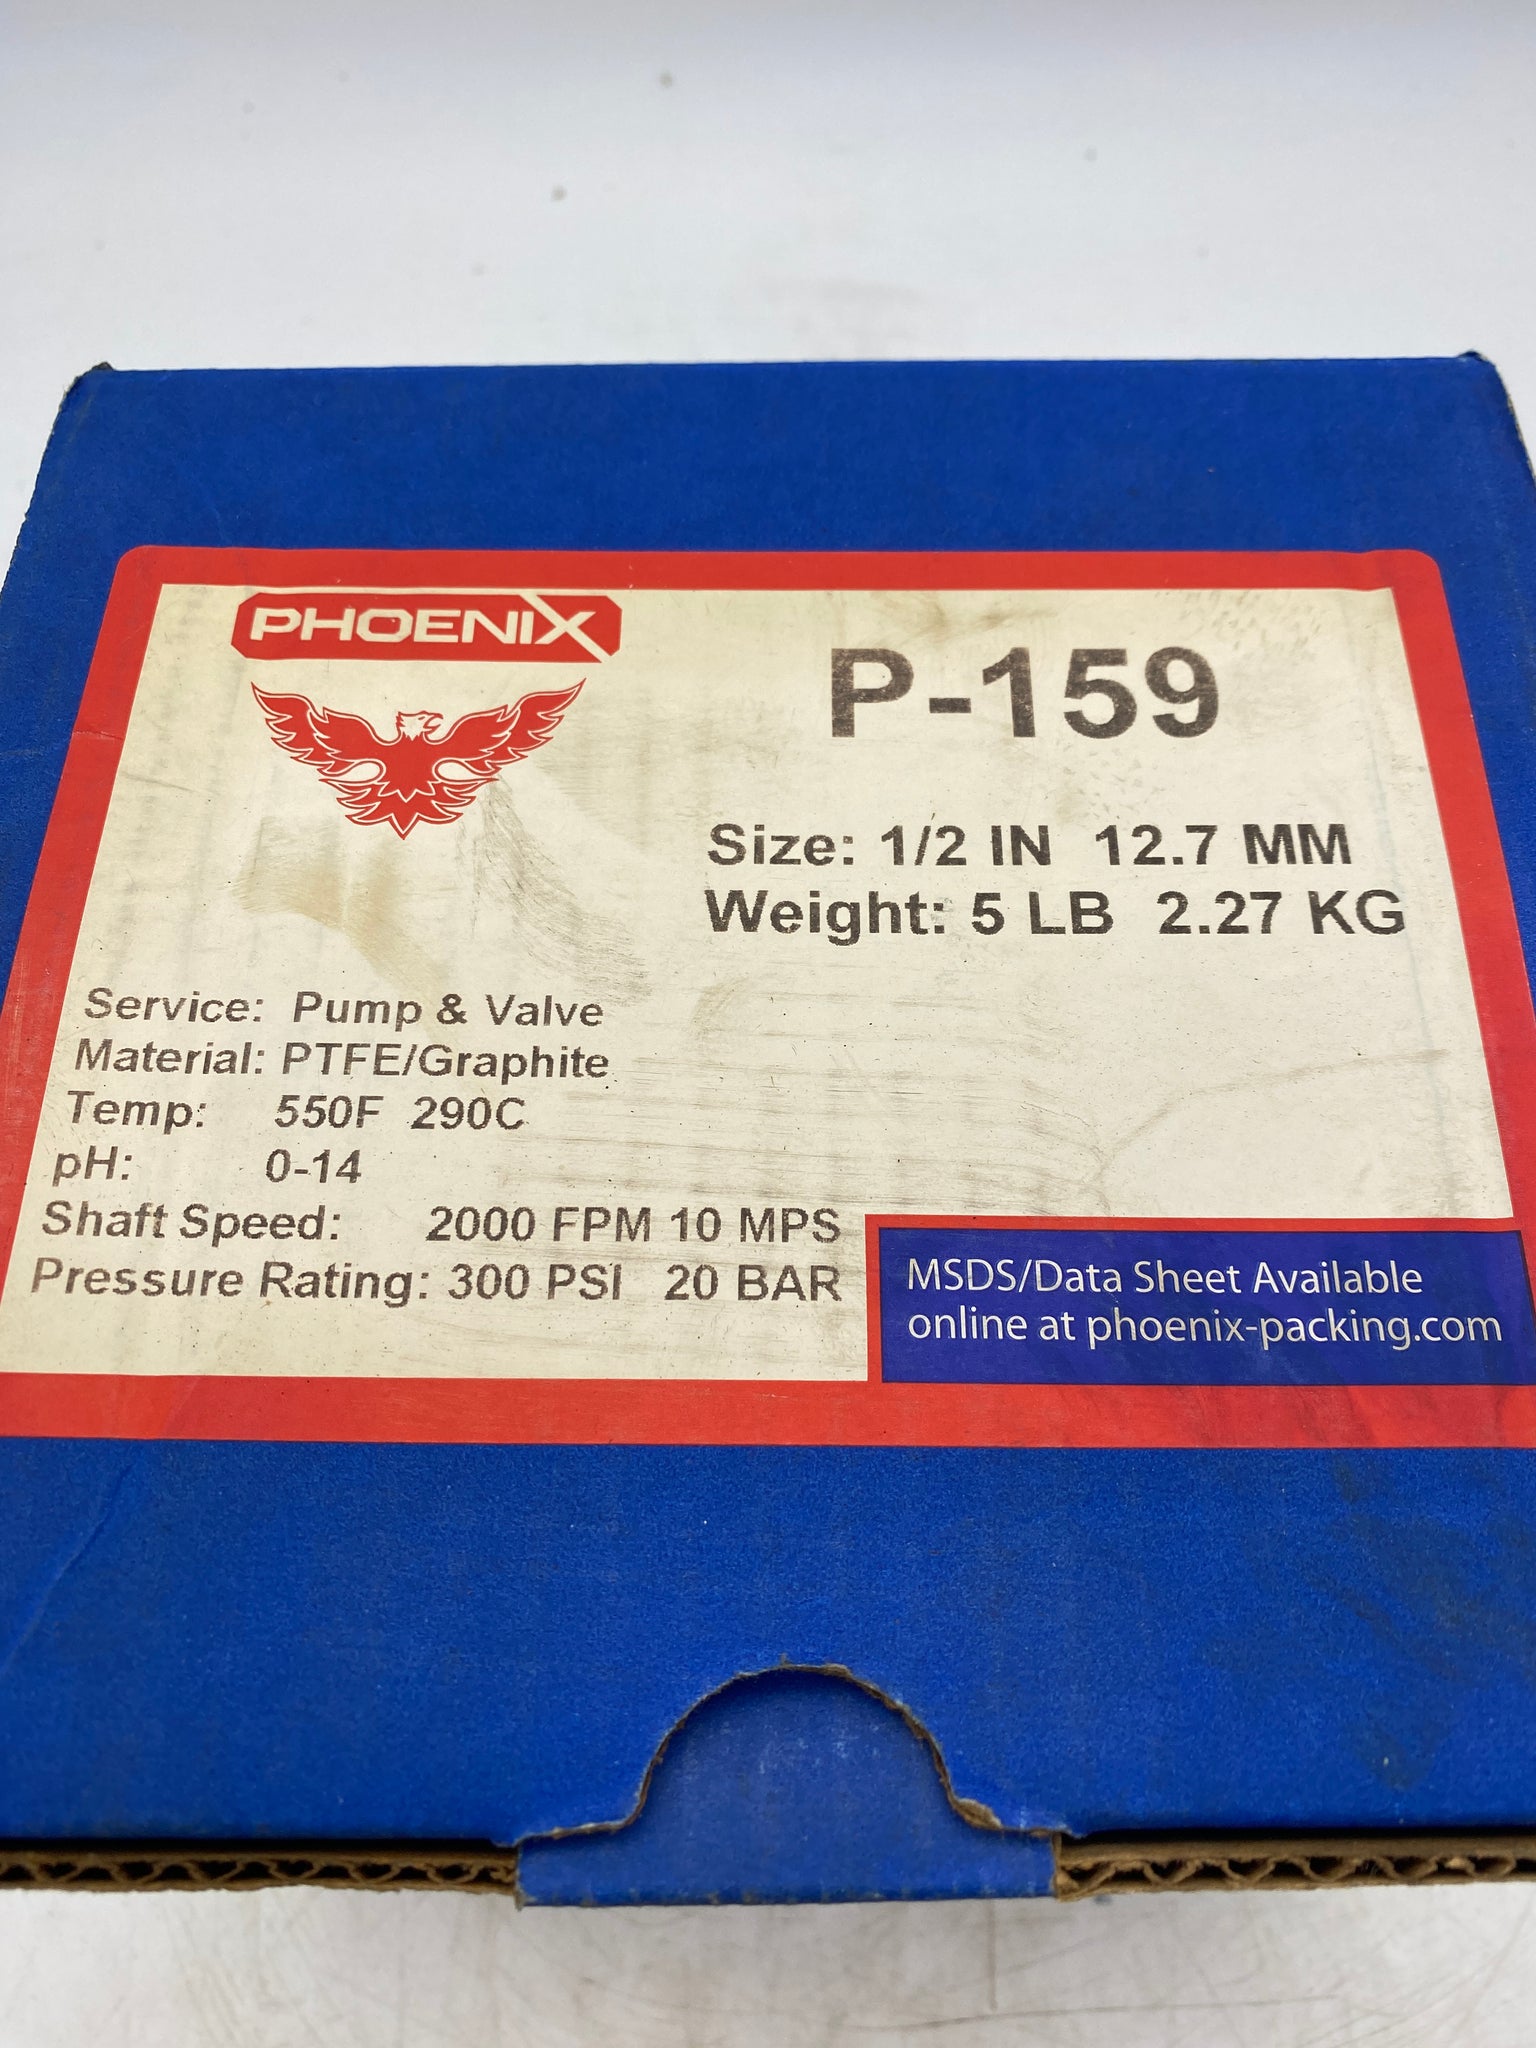 PHOENIX
P-159
Size: 1/2 IN 12.7 MM
Weight: 5 LB 2.27 KG
Service: Pump & Valve
Material: PTFE/Graphite
Temp: 550F 290C
pH: 0-14
Shaft Speed: 2000 FPM 10 MPS
Pressure Rating: 300 PSI 20 BAR
MSDS/Data Sheet Available
online at phoenix-packing.com